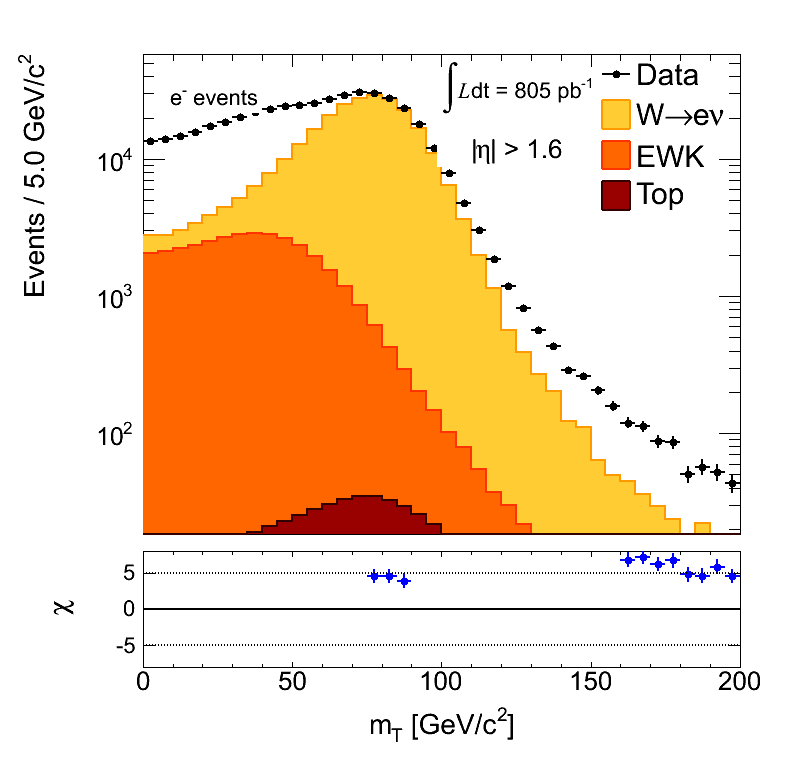 Events / 5.0 GeV/c²
10⁴
10³
10²
e⁻ events
∫ Ldt = 805 pb⁻¹
|η| > 1.6
Data
W→eν
EWK
Top
χ
5
0
-5
0 50 100 150 200
m_T [GeV/c²]